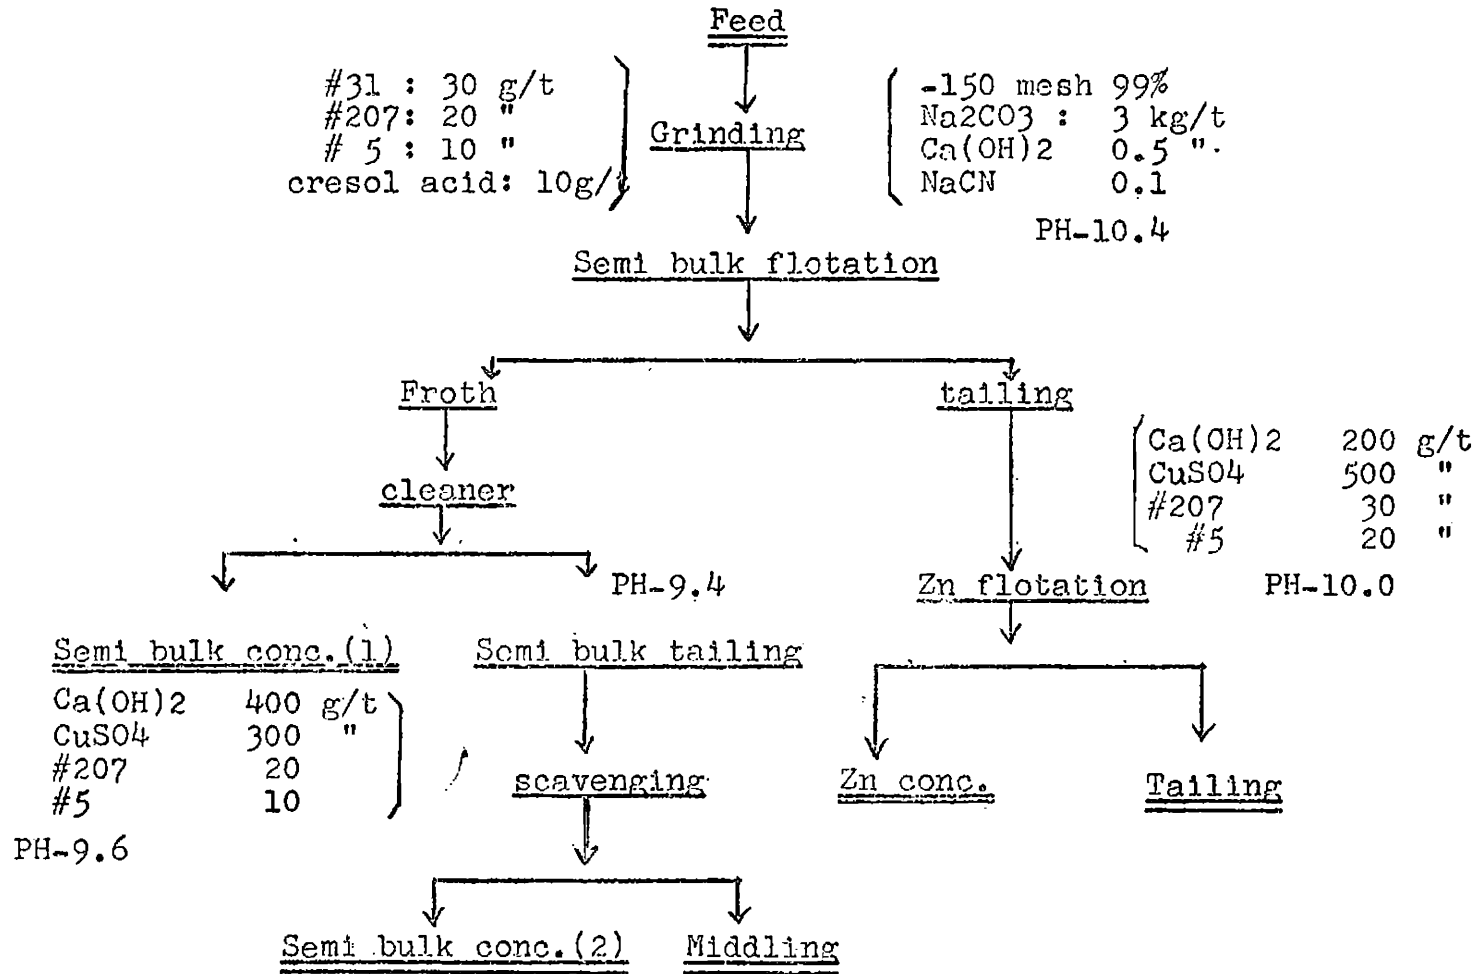 Feed
#31 : 30 g/t
#207: 20 "
# 5 : 10 "
cresol acid: 10g/t
Grinding
-150 mesh 99%
Na2CO3 : 3 kg/t
Ca(OH)2 0.5 "
NaCN 0.1
PH-10.4
Semi bulk flotation
Froth
tailing
cleaner
Ca(OH)2 200 g/t
CuSO4 500 "
#207 30 "
#5 20 "
PH-9.4
Zn flotation
PH-10.0
Semi bulk conc.(1)
Semi bulk tailing
Ca(OH)2 400 g/t
CuSO4 300 "
#207 20
#5 10
PH-9.6
scavenging
Zn conc.
Tailing
Semi bulk conc.(2)
Middling